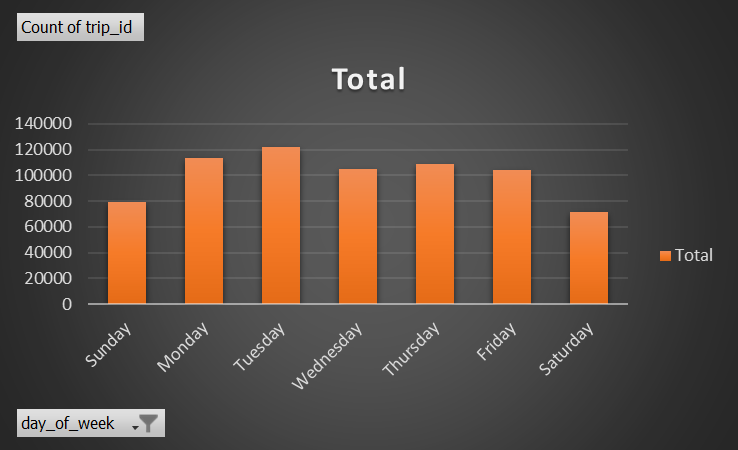 Count of trip_id
Total
140000
120000
100000
80000
60000
40000
20000
0
Sunday
Monday
Tuesday
Wednesday
Thursday
Friday
Saturday
Total
day_of_week